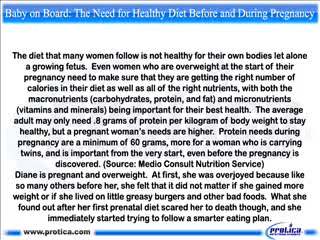 Baby on Board: The Need for Healthy Diet Before and During Pregnancy
The diet that many women follow is not healthy for their own bodies let alone
a growing fetus.  Even women who are overweight at the start of their
pregnancy need to make sure that they are getting the right number of
calories in their diet as well as all of the right nutrients, with both the
macronutrients (carbohydrates, protein, and fat) and micronutrients
(vitamins and minerals) being important for their best health.  The average
adult may only need .8 grams of protein per kilogram of body weight to stay
healthy, but a pregnant woman's needs are higher.  Protein needs during
pregnancy are a minimum of 60 grams, more for a woman who is carrying
twins, and is important from the very start, even before the pregnancy is
discovered. (Source: Medio Consult Nutrition Service)
Diane is pregnant and overweight.  At first, she was overjoyed because like
so many others before her, she felt that it did not matter if she gained more
weight or if she lived on little greasy burgers and other bad foods.  What she
found out after her first prenatal diet scared her to death though, and she
immediately started trying to follow a smarter eating plan.
www.protica.com
protica